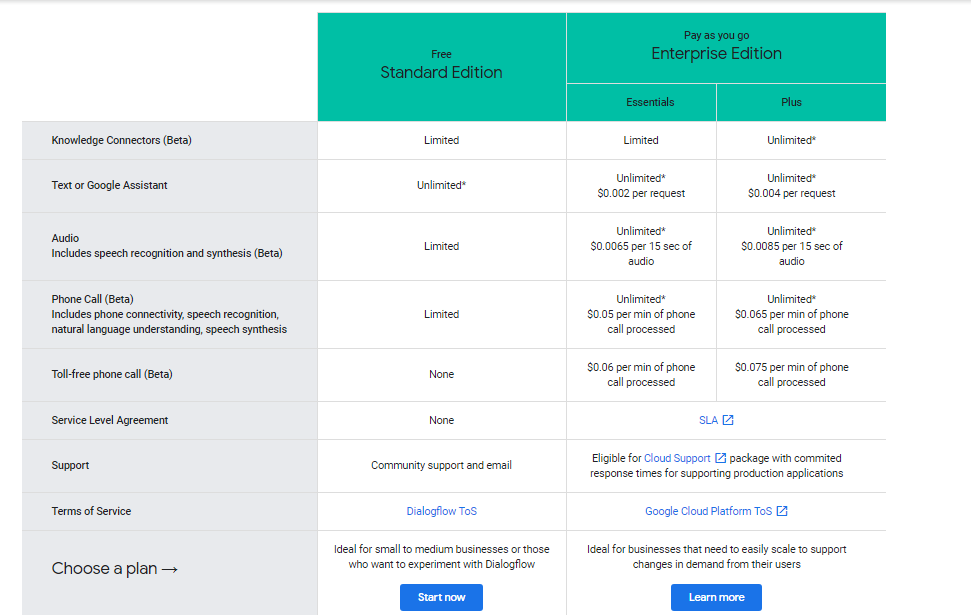 Free
Standard Edition
Pay as you go
Enterprise Edition
Essentials
Plus
Knowledge Connectors (Beta)
Limited
Limited
Unlimited*
Text or Google Assistant
Unlimited*
Unlimited*
$0.002 per request
Unlimited*
$0.004 per request
Audio
Includes speech recognition and synthesis (Beta)
Limited
Unlimited*
$0.0065 per 15 sec of
audio
Unlimited*
$0.0085 per 15 sec of
audio
Phone Call (Beta)
Includes phone connectivity, speech recognition,
natural language understanding, speech synthesis
Limited
Unlimited*
$0.05 per min of phone
call processed
Unlimited*
$0.065 per min of phone
call processed
Toll-free phone call (Beta)
None
$0.06 per min of phone
call processed
$0.075 per min of phone
call processed
Service Level Agreement
None
SLA
Support
Community support and email
Eligible for Cloud Support package with commited
response times for supporting production applications
Terms of Service
Dialogflow ToS
Google Cloud Platform ToS
Choose a plan →
Ideal for small to medium businesses or those
who want to experiment with Dialogflow
Start now
Ideal for businesses that need to easily scale to support
changes in demand from their users
Learn more